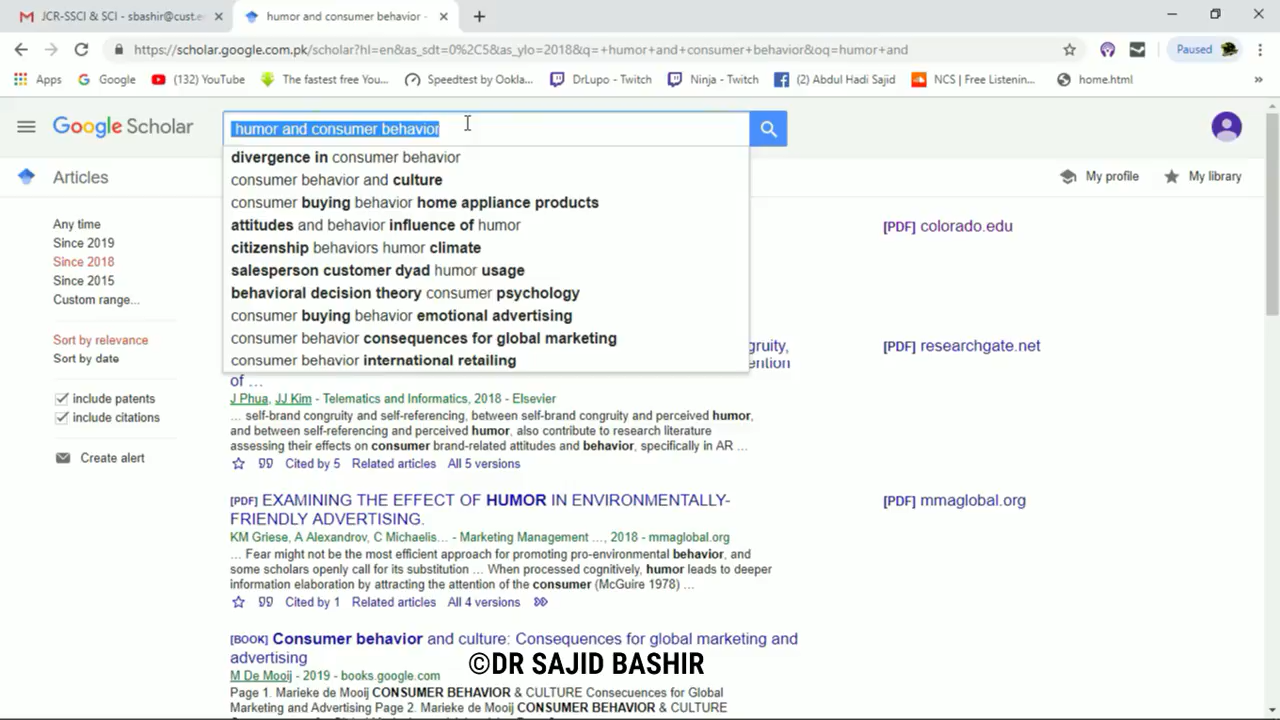 JCR-SSCI & SCI - sbashir@cust.e
humor and consumer behavior -
https://scholar.google.com.pk/scholar?hl=en&as_sdt=0%2C5&as_ylo=2018&q=+humor+and+consumer+behavior&oq=humor+and
Paused
Apps
Google
(132) YouTube
The fastest free You...
Speedtest by Ookla...
DrLupo - Twitch
Ninja - Twitch
(2) Abdul Hadi Sajid
NCS | Free Listenin...
home.html
»
Google Scholar
humor and consumer behavior
divergence in consumer behavior
consumer behavior and culture
consumer buying behavior home appliance products
attitudes and behavior influence of humor
citizenship behaviors humor climate
salesperson customer dyad humor usage
behavioral decision theory consumer psychology
consumer buying behavior emotional advertising
consumer behavior consequences for global marketing
consumer behavior international retailing
Articles
My profile
My library
Any time
Since 2019
Since 2018
Since 2015
Custom range...
Sort by relevance
Sort by date
include patents
include citations
Create alert
[PDF] colorado.edu
gruity,
ention
of ...
[PDF] researchgate.net
J Phua, JJ Kim - Telematics and Informatics, 2018 - Elsevier
... self-brand congruity and self-referencing, between self-brand congruity and perceived humor,
and between self-referencing and perceived humor, also contribute to research literature
assessing their effects on consumer brand-related attitudes and behavior, specifically in AR ...
Cited by 5 Related articles All 5 versions
[PDF] EXAMINING THE EFFECT OF HUMOR IN ENVIRONMENTALLY-
FRIENDLY ADVERTISING.
[PDF] mmaglobal.org
KM Griese, A Alexandrov, C Michaelis... - Marketing Management ..., 2018 - mmaglobal.org
... Fear might not be the most efficient approach for promoting pro-environmental behavior, and
some scholars openly call for its substitution ... When processed cognitively, humor leads to deeper
information elaboration by attracting the attention of the consumer (McGuire 1978) ...
Cited by 1 Related articles All 4 versions
[BOOK] Consumer behavior and culture: Consequences for global marketing and
advertising
©DR SAJID BASHIR
M De Mooij - 2019 - books.google.com
Page 1. Marieke de Mooij CONSUMER BEHAVIOR & CULTURE Consecuences for Global
Marketing and Advertising Page 2. Marieke de Mooij CONSUMER BEHAVIOR & CULTURE